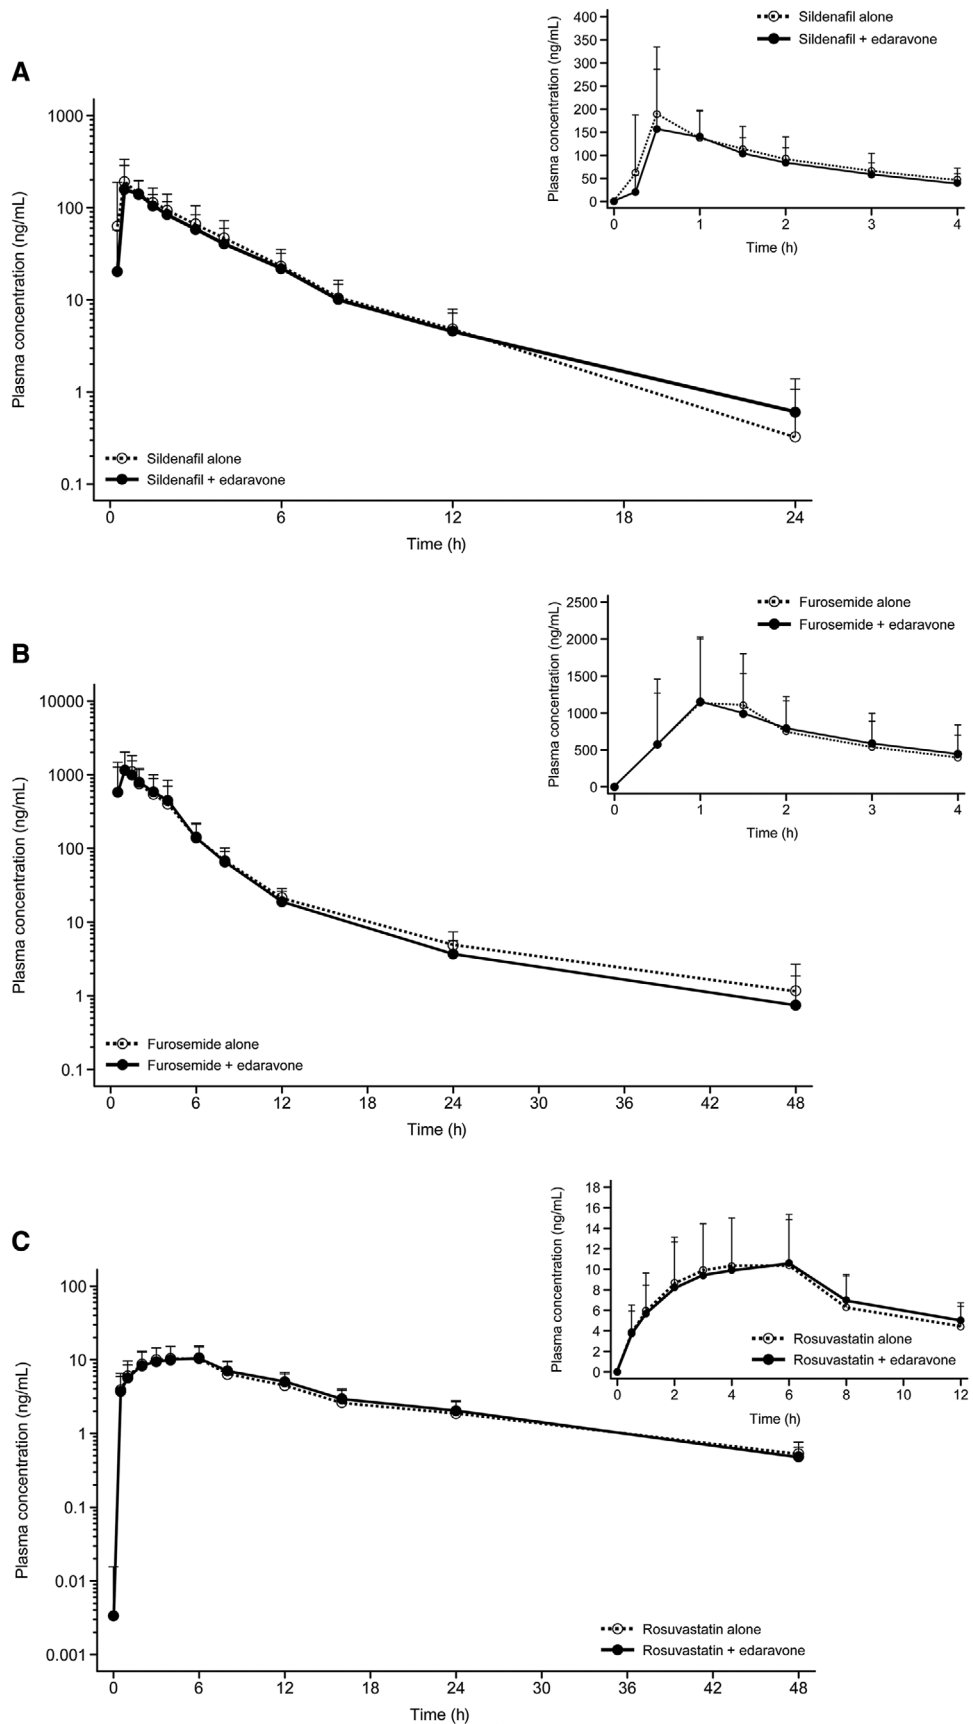 A
Plasma concentration (ng/mL)
1000
100
10
1
0.1
0 6 12 18 24
Time (h)
Sildenafil alone
Sildenafil + edaravone
Plasma concentration (ng/mL)
400
350
300
250
200
150
100
50
0
0 1 2 3 4
Time (h)
Sildenafil alone
Sildenafil + edaravone
B
Plasma concentration (ng/mL)
10000
1000
100
10
1
0.1
0 6 12 18 24 30 36 42 48
Time (h)
Furosemide alone
Furosemide + edaravone
Plasma concentration (ng/mL)
2500
2000
1500
1000
500
0
0 1 2 3 4
Time (h)
Furosemide alone
Furosemide + edaravone
C
Plasma concentration (ng/mL)
100
10
1
0.1
0.01
0.001
0 6 12 18 24 30 36 42 48
Time (h)
Rosuvastatin alone
Rosuvastatin + edaravone
Plasma concentration (ng/mL)
18
16
14
12
10
8
6
4
2
0
0 2 4 6 8 10 12
Time (h)
Rosuvastatin alone
Rosuvastatin + edaravone